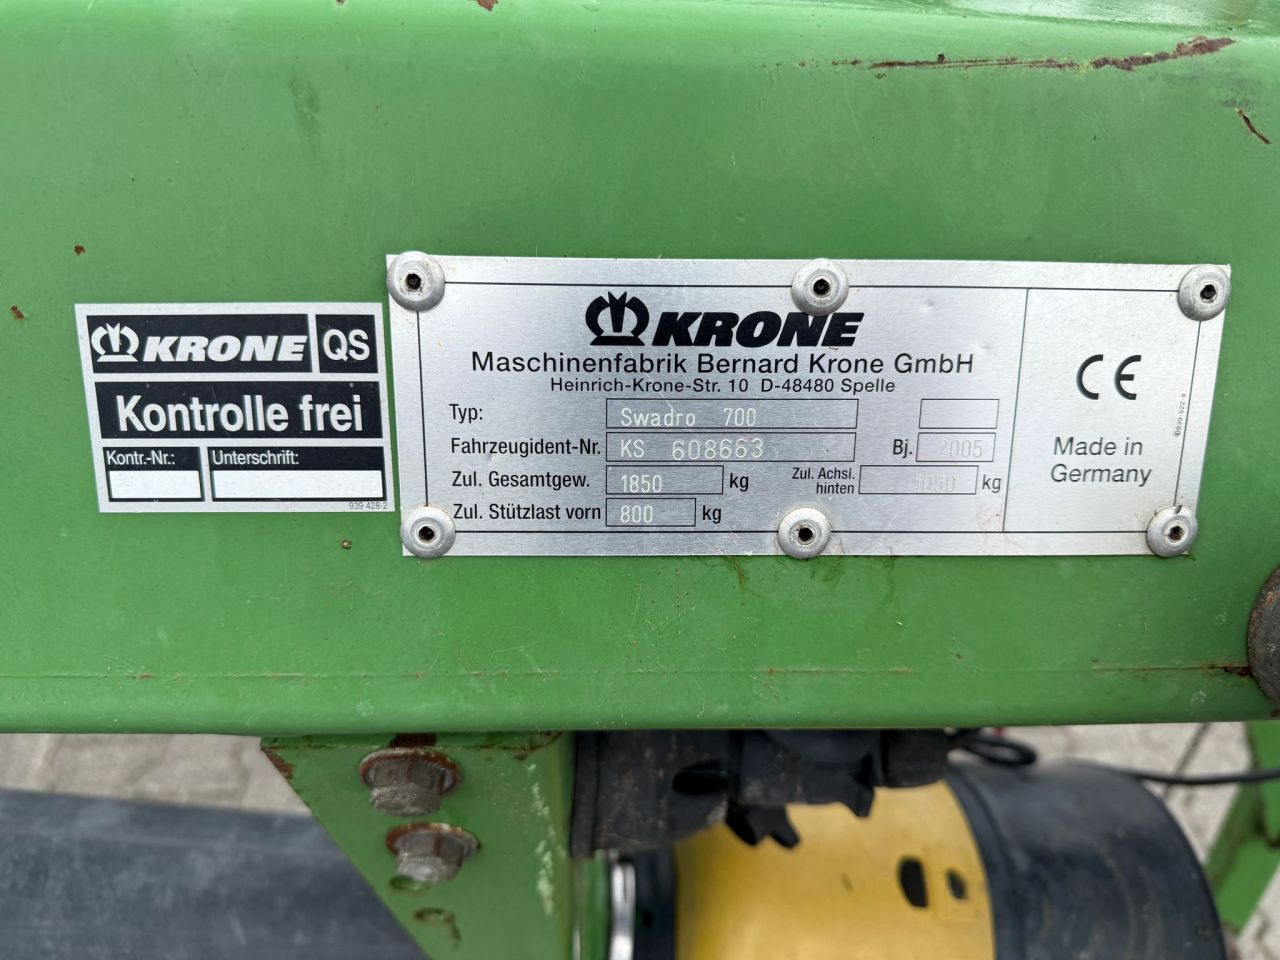 KRONE QS
Kontrolle frei
Kontr.-Nr.: Unterschrift:
939 428-2
KRONE
Maschinenfabrik Bernard Krone GmbH
Heinrich-Krone-Str. 10 D-48480 Spelle
Typ: Swadro 700
Fahrzeugident-Nr. KS 608663 Bj. 2005
Zul. Gesamtgew. 1850 kg Zul. Achsl. hinten 1050 kg
Zul. Stützlast vorn 800 kg
CE
Made in
Germany